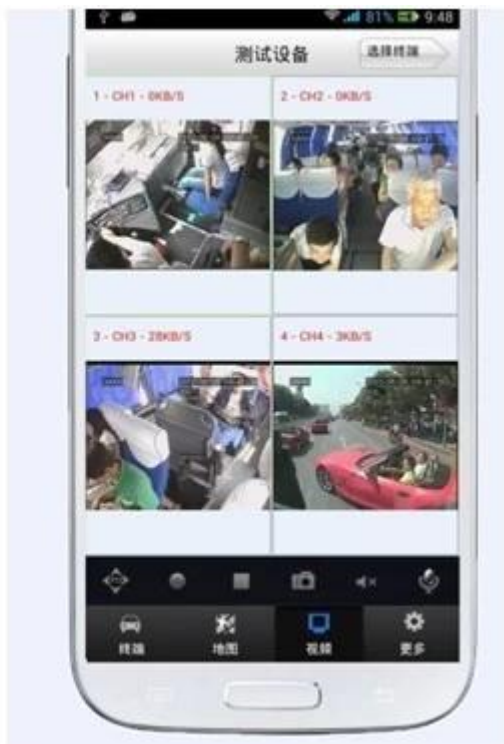 81% 9:48
测试设备
选择终端
1 - CH1 - 0KB/S
2 - CH2 - 0KB/S
3 - CH3 - 28KB/S
4 - CH4 - 3KB/S
终端
地图
视频
更多